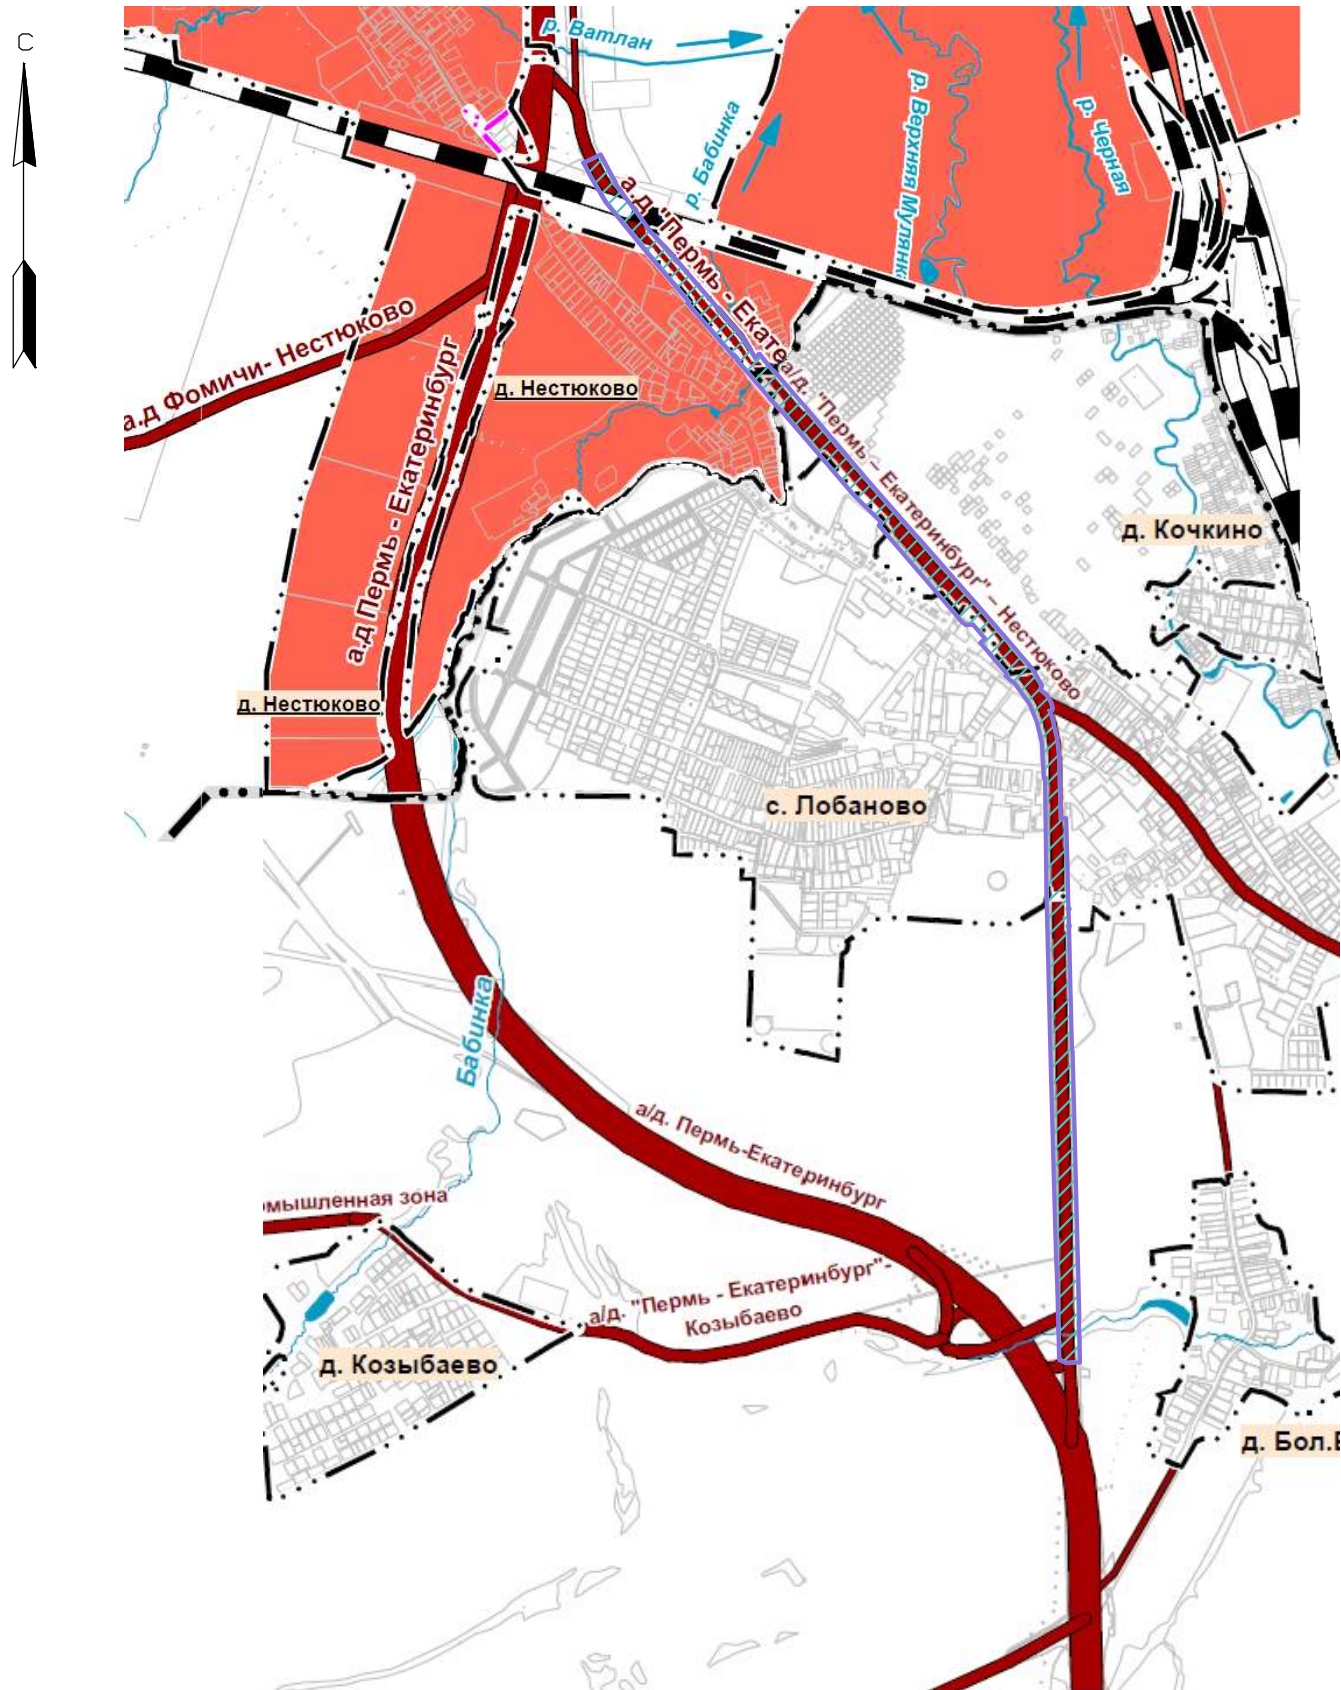 С
р. Ватлан
р. Бабинка
р. Верхняя Мулянк
р. Черная
а.д. "Пермь - Екате
а.д Фомичи- Нестюково
а.д Пермь - Екатеринбург
д. Нестюково
а/д. "Пермь – Екатеринбург" – Нестюково
д. Кочкино
д. Нестюково
с. Лобаново
Бабинка
а/д. Пермь-Екатеринбург
омышленная зона
а/д. "Пермь - Екатеринбург"-
Козыбаево
д. Козыбаево
д. Бол.